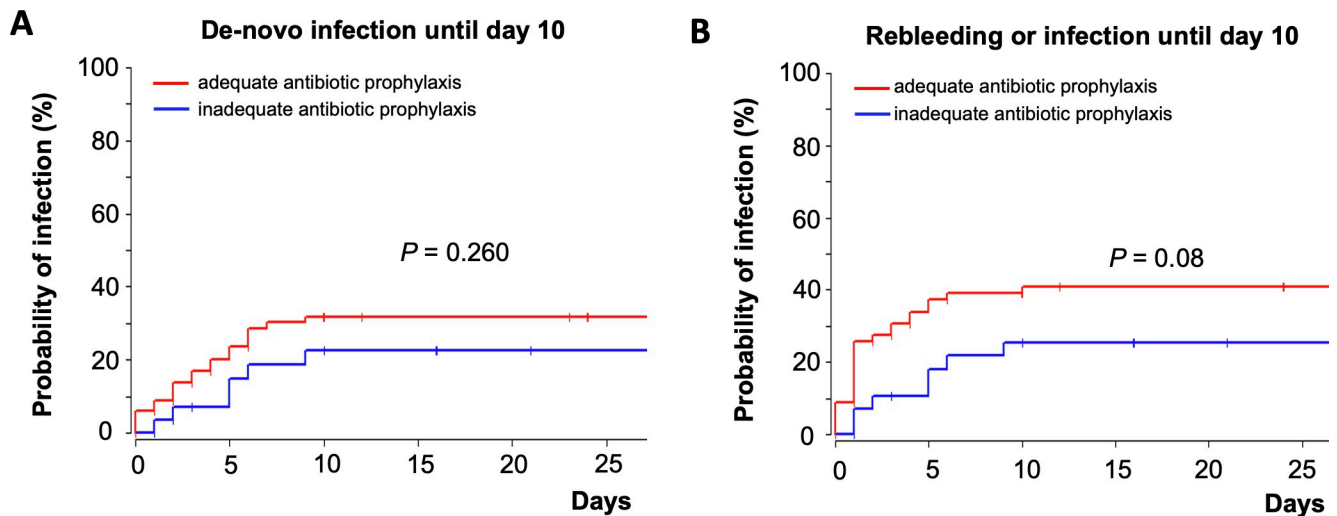 A
De-novo infection until day 10
Probability of infection (%)
100
80
60
40
20
0
adequate antibiotic prophylaxis
inadequate antibiotic prophylaxis
P = 0.260
0 5 10 15 20 25
Days
B
Rebleeding or infection until day 10
Probability of infection (%)
100
80
60
40
20
0
adequate antibiotic prophylaxis
inadequate antibiotic prophylaxis
P = 0.08
0 5 10 15 20 25
Days